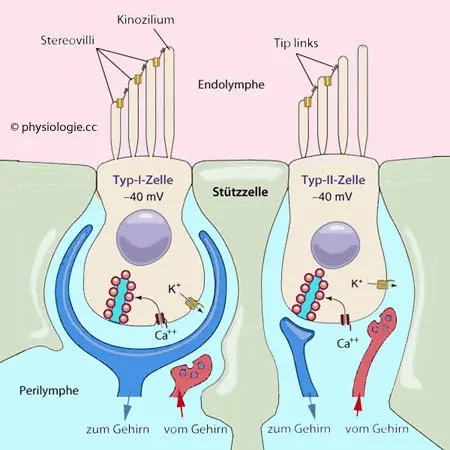 Kinozilium
Stereovilli
Tip links
Endolymphe
© physiologie.cc
Typ-I-Zelle
–40 mV
Stützzelle
Typ-II-Zelle
–40 mV
K⁺
Ca⁺⁺
K⁺
Ca⁺⁺
Perilymphe
zum Gehirn
vom Gehirn
zum Gehirn
vom Gehirn